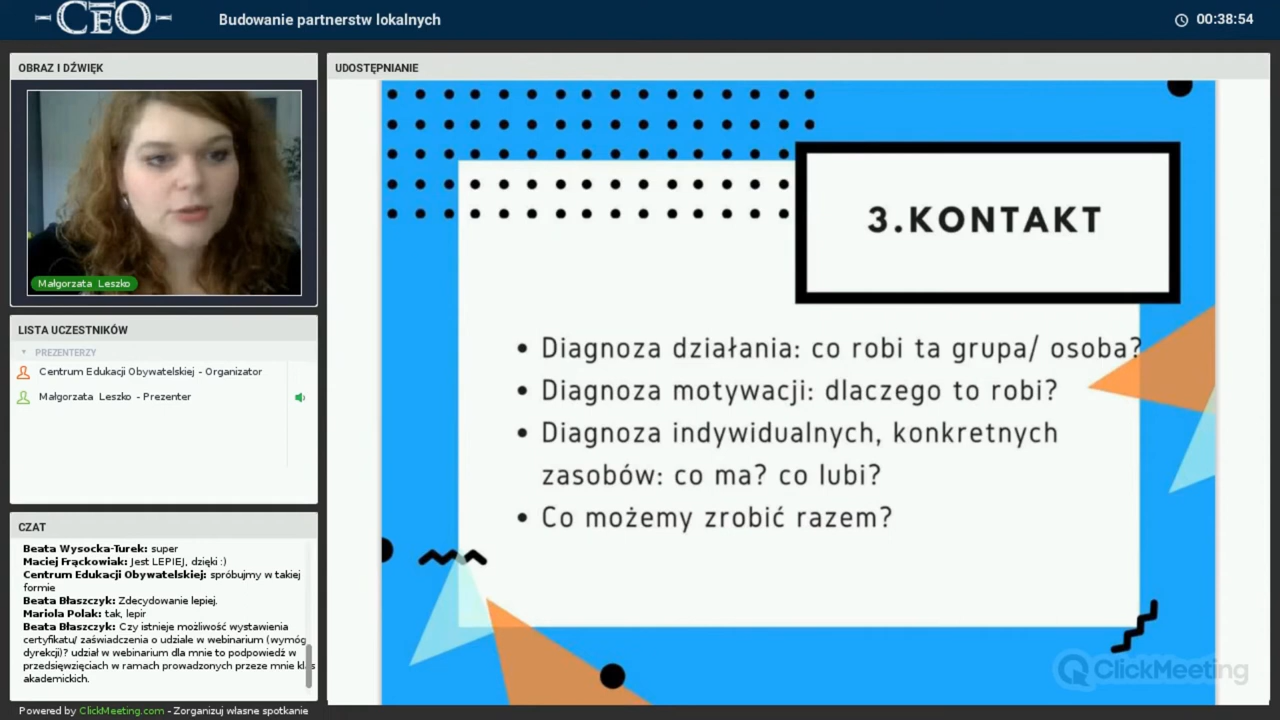 CEO
Budowanie partnerstw lokalnych
00:38:54
OBRAZ I DŹWIĘK
Małgorzata Leszko
LISTA UCZESTNIKÓW
PREZENTERZY
Centrum Edukacji Obywatelskiej - Organizator
Małgorzata Leszko - Prezenter
CZAT
Beata Wysocka-Turek: super
Maciej Frąckowiak: Jest LEPIEJ, dzięki :)
Centrum Edukacji Obywatelskiej: spróbujmy w takiej
formie
Beata Błaszczyk: Zdecydowanie lepiej.
Mariola Polak: tak, lepir
Beata Błaszczyk: Czy istnieje możliwość wystawienia
certyfikatu/ zaświadczenia o udziale w webinarium (wymóg
dyrekcji)? udział w webinarium dla mnie to podpowiedź w
przedsięwzięciach w ramach prowadzonych przeze mnie klas
akademickich.
Powered by ClickMeeting.com - Zorganizuj własne spotkanie
UDOSTĘPNIANIE
3.KONTAKT
• Diagnoza działania: co robi ta grupa/ osoba?
• Diagnoza motywacji: dlaczego to robi?
• Diagnoza indywidualnych, konkretnych
zasobów: co ma? co lubi?
• Co możemy zrobić razem?
ClickMeeting